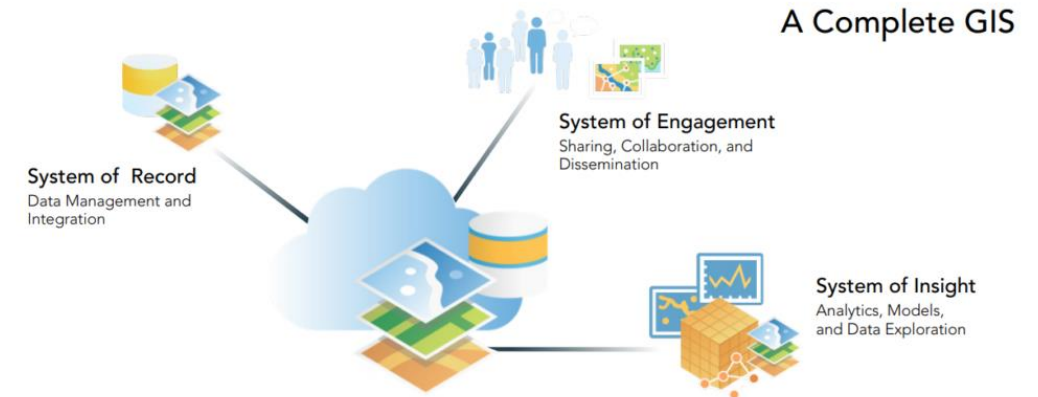 A Complete GIS
System of Engagement
Sharing, Collaboration, and
Dissemination
System of Record
Data Management and
Integration
System of Insight
Analytics, Models,
and Data Exploration